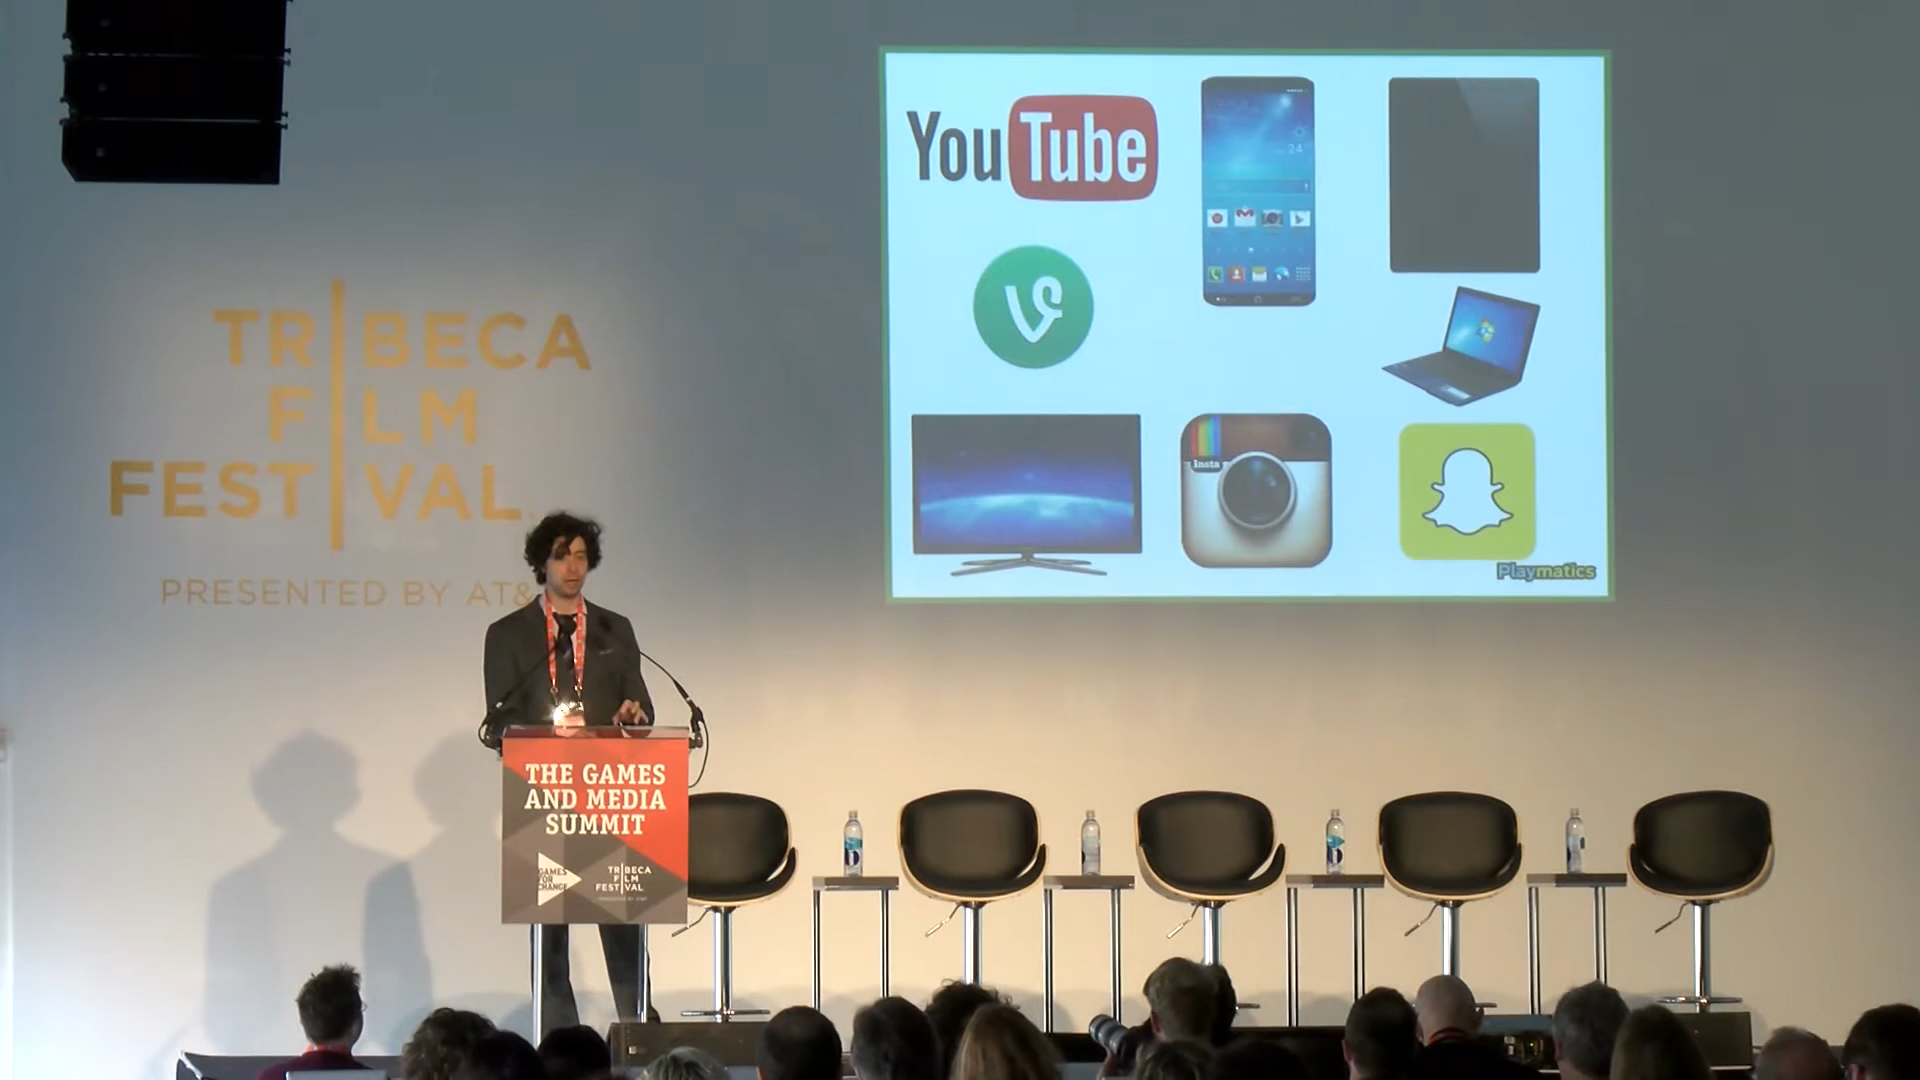 TRIBECA
FILM
FESTIVAL
PRESENTED BY AT&
YouTube
Insta
Playmatics
THE GAMES
AND MEDIA
SUMMIT
GAMES
FOR
CHANGE
TRIBECA
FILM
FESTIVAL